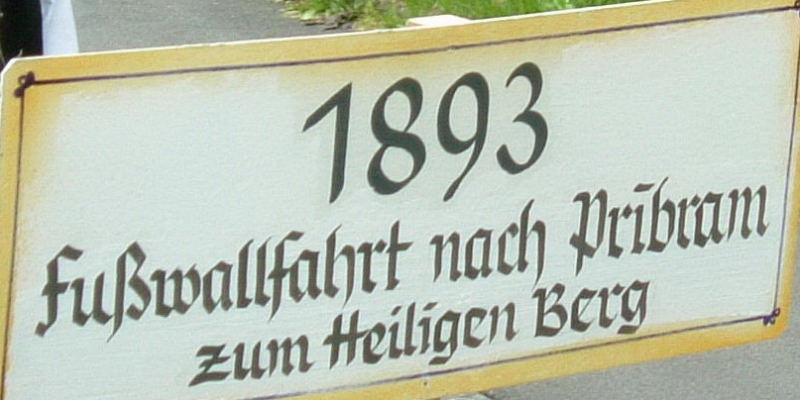 1893
Fußwallfahrt nach Pribram
zum Heiligen Berg